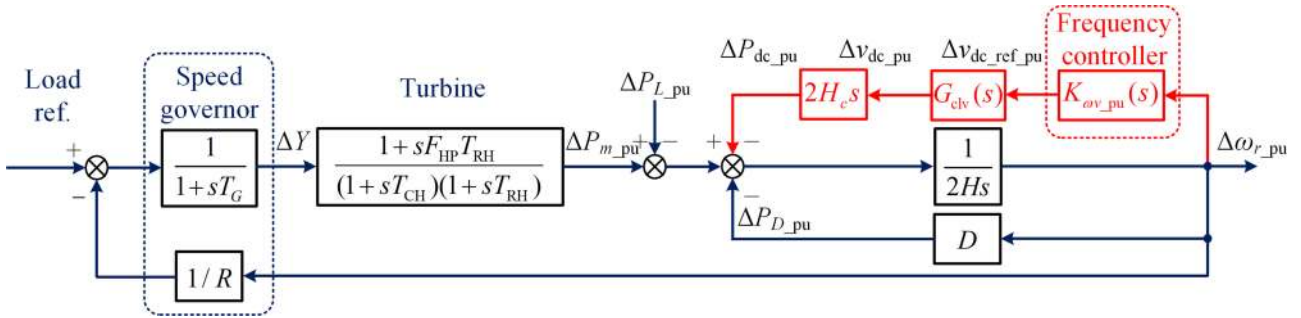 Frequency
controller
ΔP_dc_pu
Δv_dc_pu
Δv_dc_ref_pu
Load
ref.
Speed
governor
Turbine
ΔP_L_pu
2H_c s
G_clv(s)
K_ωv_pu(s)
+
−
1
1+sT_G
ΔY
1+sF_HP T_RH
(1+sT_CH)(1+sT_RH)
ΔP_m_pu
+
−
+
−
1
2Hs
Δω_r_pu
−
ΔP_D_pu
D
1/R